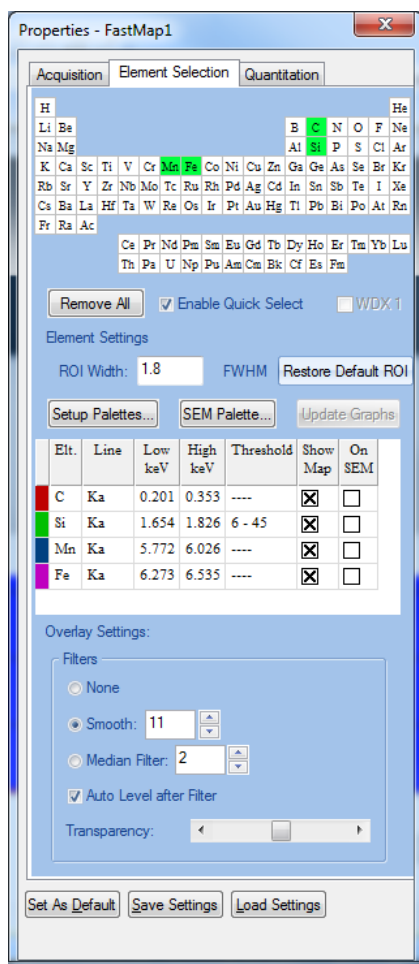 Properties - FastMap1
Acquisition Element Selection Quantitation
H He
Li Be B C N O F Ne
Na Mg Al Si P S Cl Ar
K Ca Sc Ti V Cr Mn Fe Co Ni Cu Zn Ga Ge As Se Br Kr
Rb Sr Y Zr Nb Mo Tc Ru Rh Pd Ag Cd In Sn Sb Te I Xe
Cs Ba La Hf Ta W Re Os Ir Pt Au Hg Tl Pb Bi Po At Rn
Fr Ra Ac
Ce Pr Nd Pm Sm Eu Gd Tb Dy Ho Er Tm Yb Lu
Th Pa U Np Pu Am Cm Bk Cf Es Fm
Remove All Enable Quick Select WDX 1
Element Settings
ROI Width: 1.8 FWHM Restore Default ROI
Setup Palettes... SEM Palette... Update Graphs
Elt. Line Low High Threshold Show On
keV keV Map SEM
C Ka 0.201 0.353 ----
Si Ka 1.654 1.826 6 - 45
Mn Ka 5.772 6.026 ----
Fe Ka 6.273 6.535 ----
Overlay Settings:
Filters
None
Smooth: 11
Median Filter: 2
Auto Level after Filter
Transparency:
Set As Default Save Settings Load Settings